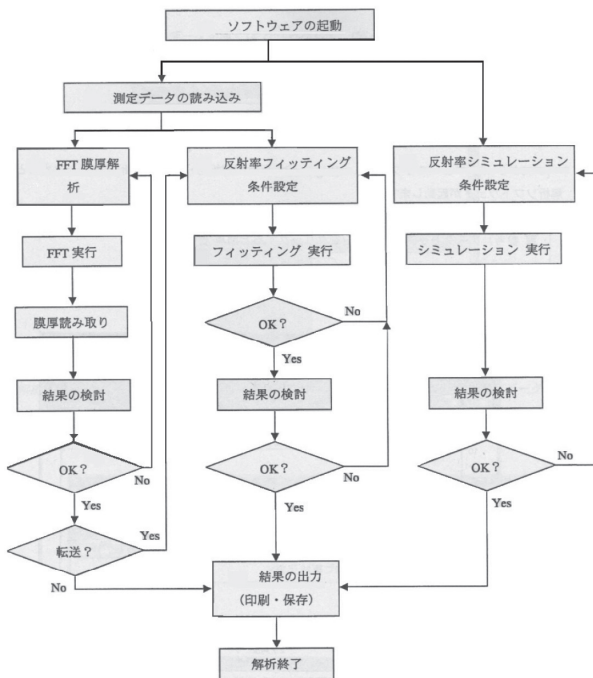 ソフトウェアの起動
測定データの読み込み
FFT 膜厚解
析
反射率フィッティング
条件設定
反射率シミュレーション
条件設定
FFT 実行
フィッティング 実行
シミュレーション 実行
膜厚読み取り
OK?
No
Yes
結果の検討
結果の検討
結果の検討
OK?
No
OK?
No
OK?
No
Yes
Yes
Yes
転送?
Yes
No
結果の出力
(印刷・保存)
解析終了